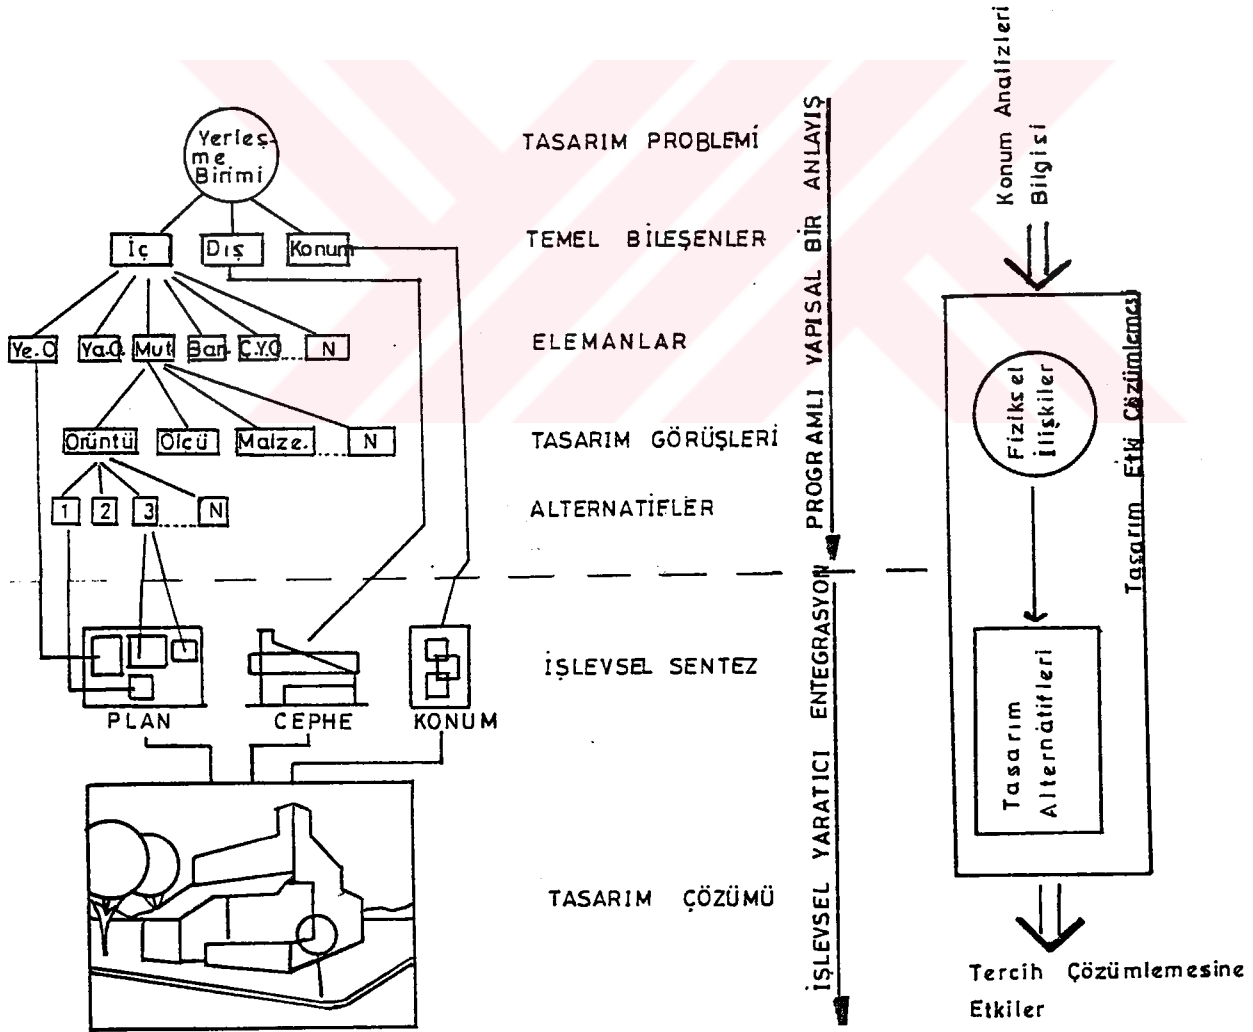 Yerleş-
me
Birimi
TASARIM PROBLEMİ
İç
Dış
Konum
TEMEL BİLEŞENLER
Ye.O
Ya.O.
Mut
Ban.
Ç.Y.O
N
ELEMANLAR
Örüntü
Ölçü
Malze.
N
TASARIM GÖRÜŞLERİ
1
2
3
N
ALTERNATİFLER
PLAN
CEPHE
KONUM
İŞLEVSEL SENTEZ
TASARIM ÇÖZÜMÜ
PROGRAMLI YAPISAL BİR ANLAYIŞ
İŞLEVSEL YARATICI ENTEGRASYON
Konum Analizleri
Bilgisi
Tasarım Etki Çözümlemesi
Fiziksel
İlişkiler
Tasarım
Alternatifleri
Tercih Çözümlemesine
Etkiler